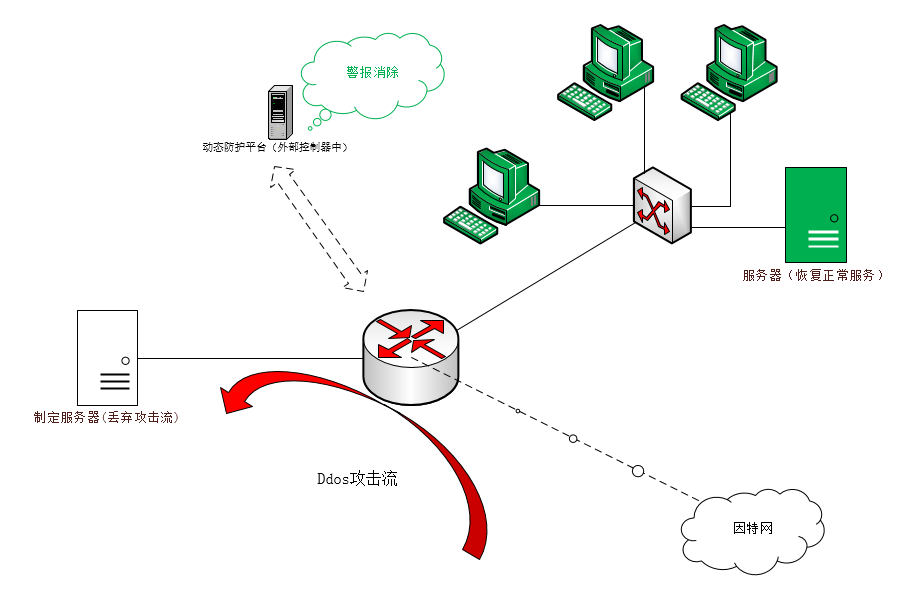 警报消除
动态防护平台（外部控制器中）
服务器（恢复正常服务）
制定服务器(丢弃攻击流)
Ddos攻击流
因特网